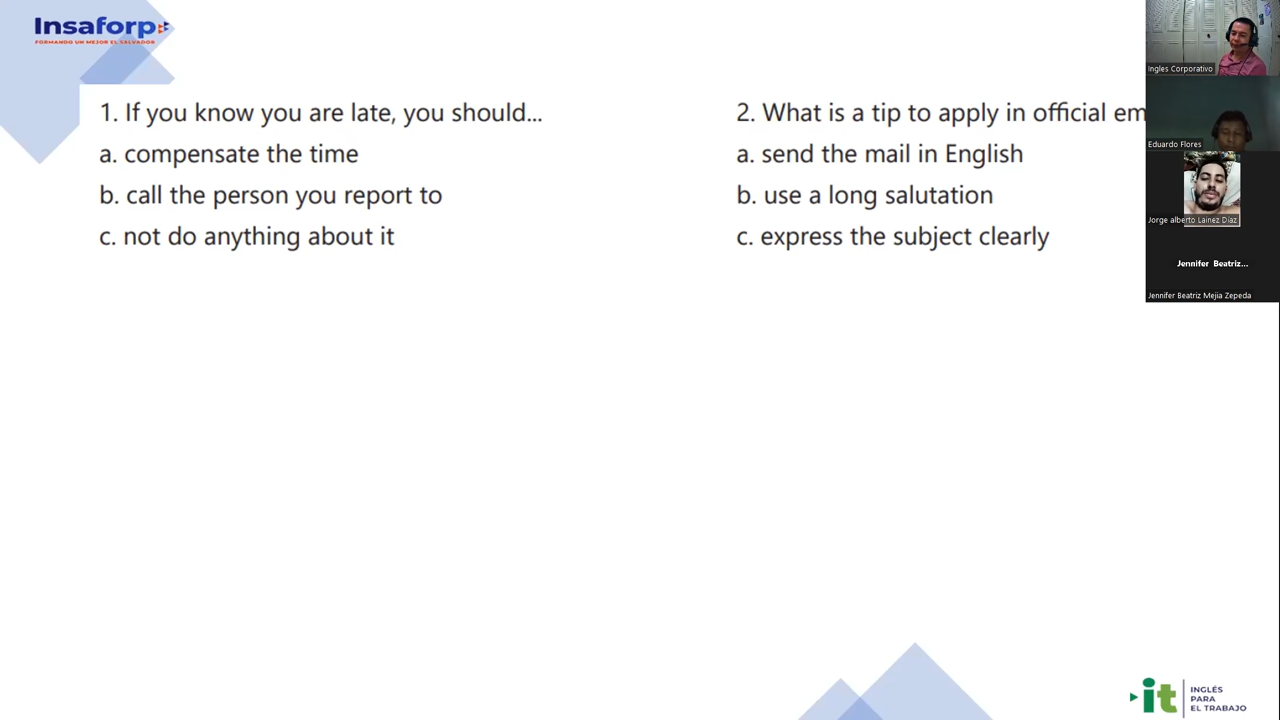 Insaforp
FORMANDO UN MEJOR EL SALVADOR
1. If you know you are late, you should...
a. compensate the time
b. call the person you report to
c. not do anything about it
2. What is a tip to apply in official em
a. send the mail in English
b. use a long salutation
c. express the subject clearly
Ingles Corporativo
Eduardo Flores
Jorge alberto Lainez Diaz
Jennifer Beatriz...
Jennifer Beatriz Mejia Zepeda
it
INGLÉS
PARA
EL TRABAJO